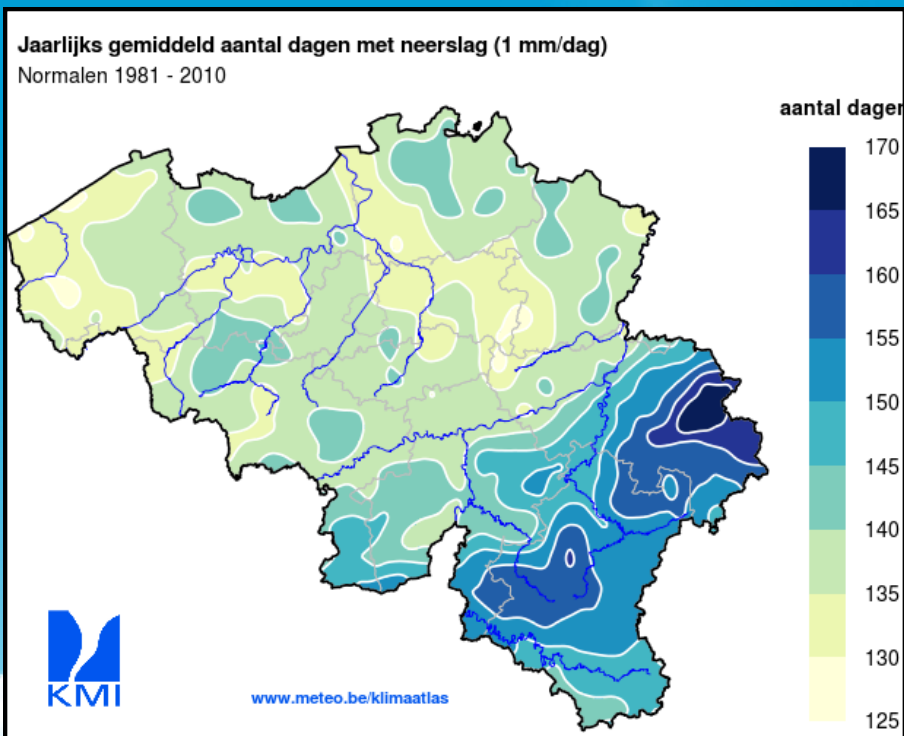 Jaarlijks gemiddeld aantal dagen met neerslag (1 mm/dag)
Normalen 1981 - 2010
aantal dagen
170
165
160
155
150
145
140
135
130
125
KMI
www.meteo.be/klimaatlas